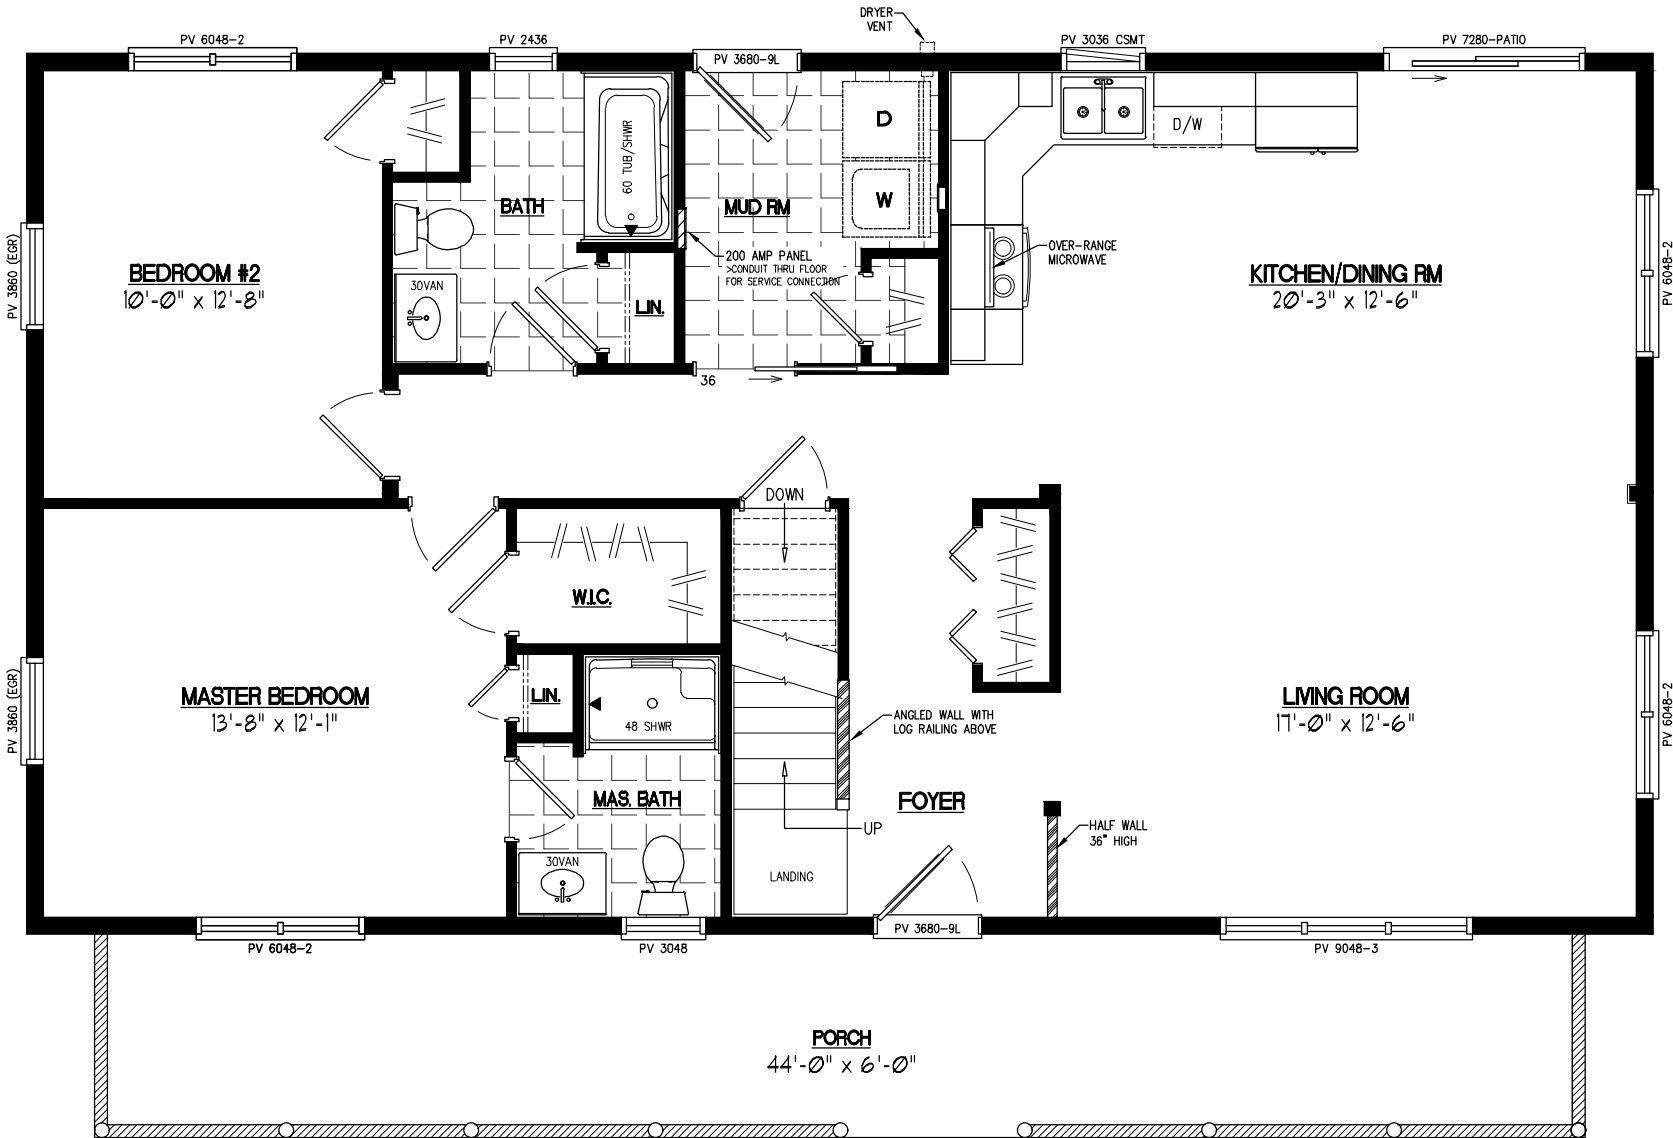 DRYER
VENT
PV 6048-2
PV 2436
PV 3680-9L
PV 3036 CSMT
PV 7280-PATIO
D
W
D/W
60 TUB/SHWR
BATH
MUD RM
200 AMP PANEL
>CONDUIT THRU FLOOR
FOR SERVICE CONNECTION
OVER-RANGE
MICROWAVE
PV 3860 (EGR)
BEDROOM #2
10'-0" x 12'-8"
30VAN
LIN.
KITCHEN/DINING RM
20'-3" x 12'-6"
PV 6048-2
36
DOWN
W.I.C.
PV 3860 (EGR)
MASTER BEDROOM
13'-8" x 12'-1"
LIN.
48 SHWR
ANGLED WALL WITH
LOG RAILING ABOVE
LIVING ROOM
17'-0" x 12'-6"
PV 6048-2
MAS. BATH
FOYER
UP
HALF WALL
36" HIGH
30VAN
LANDING
PV 6048-2
PV 3048
PV 3680-9L
PV 9048-3
PORCH
44'-0" x 6'-0"